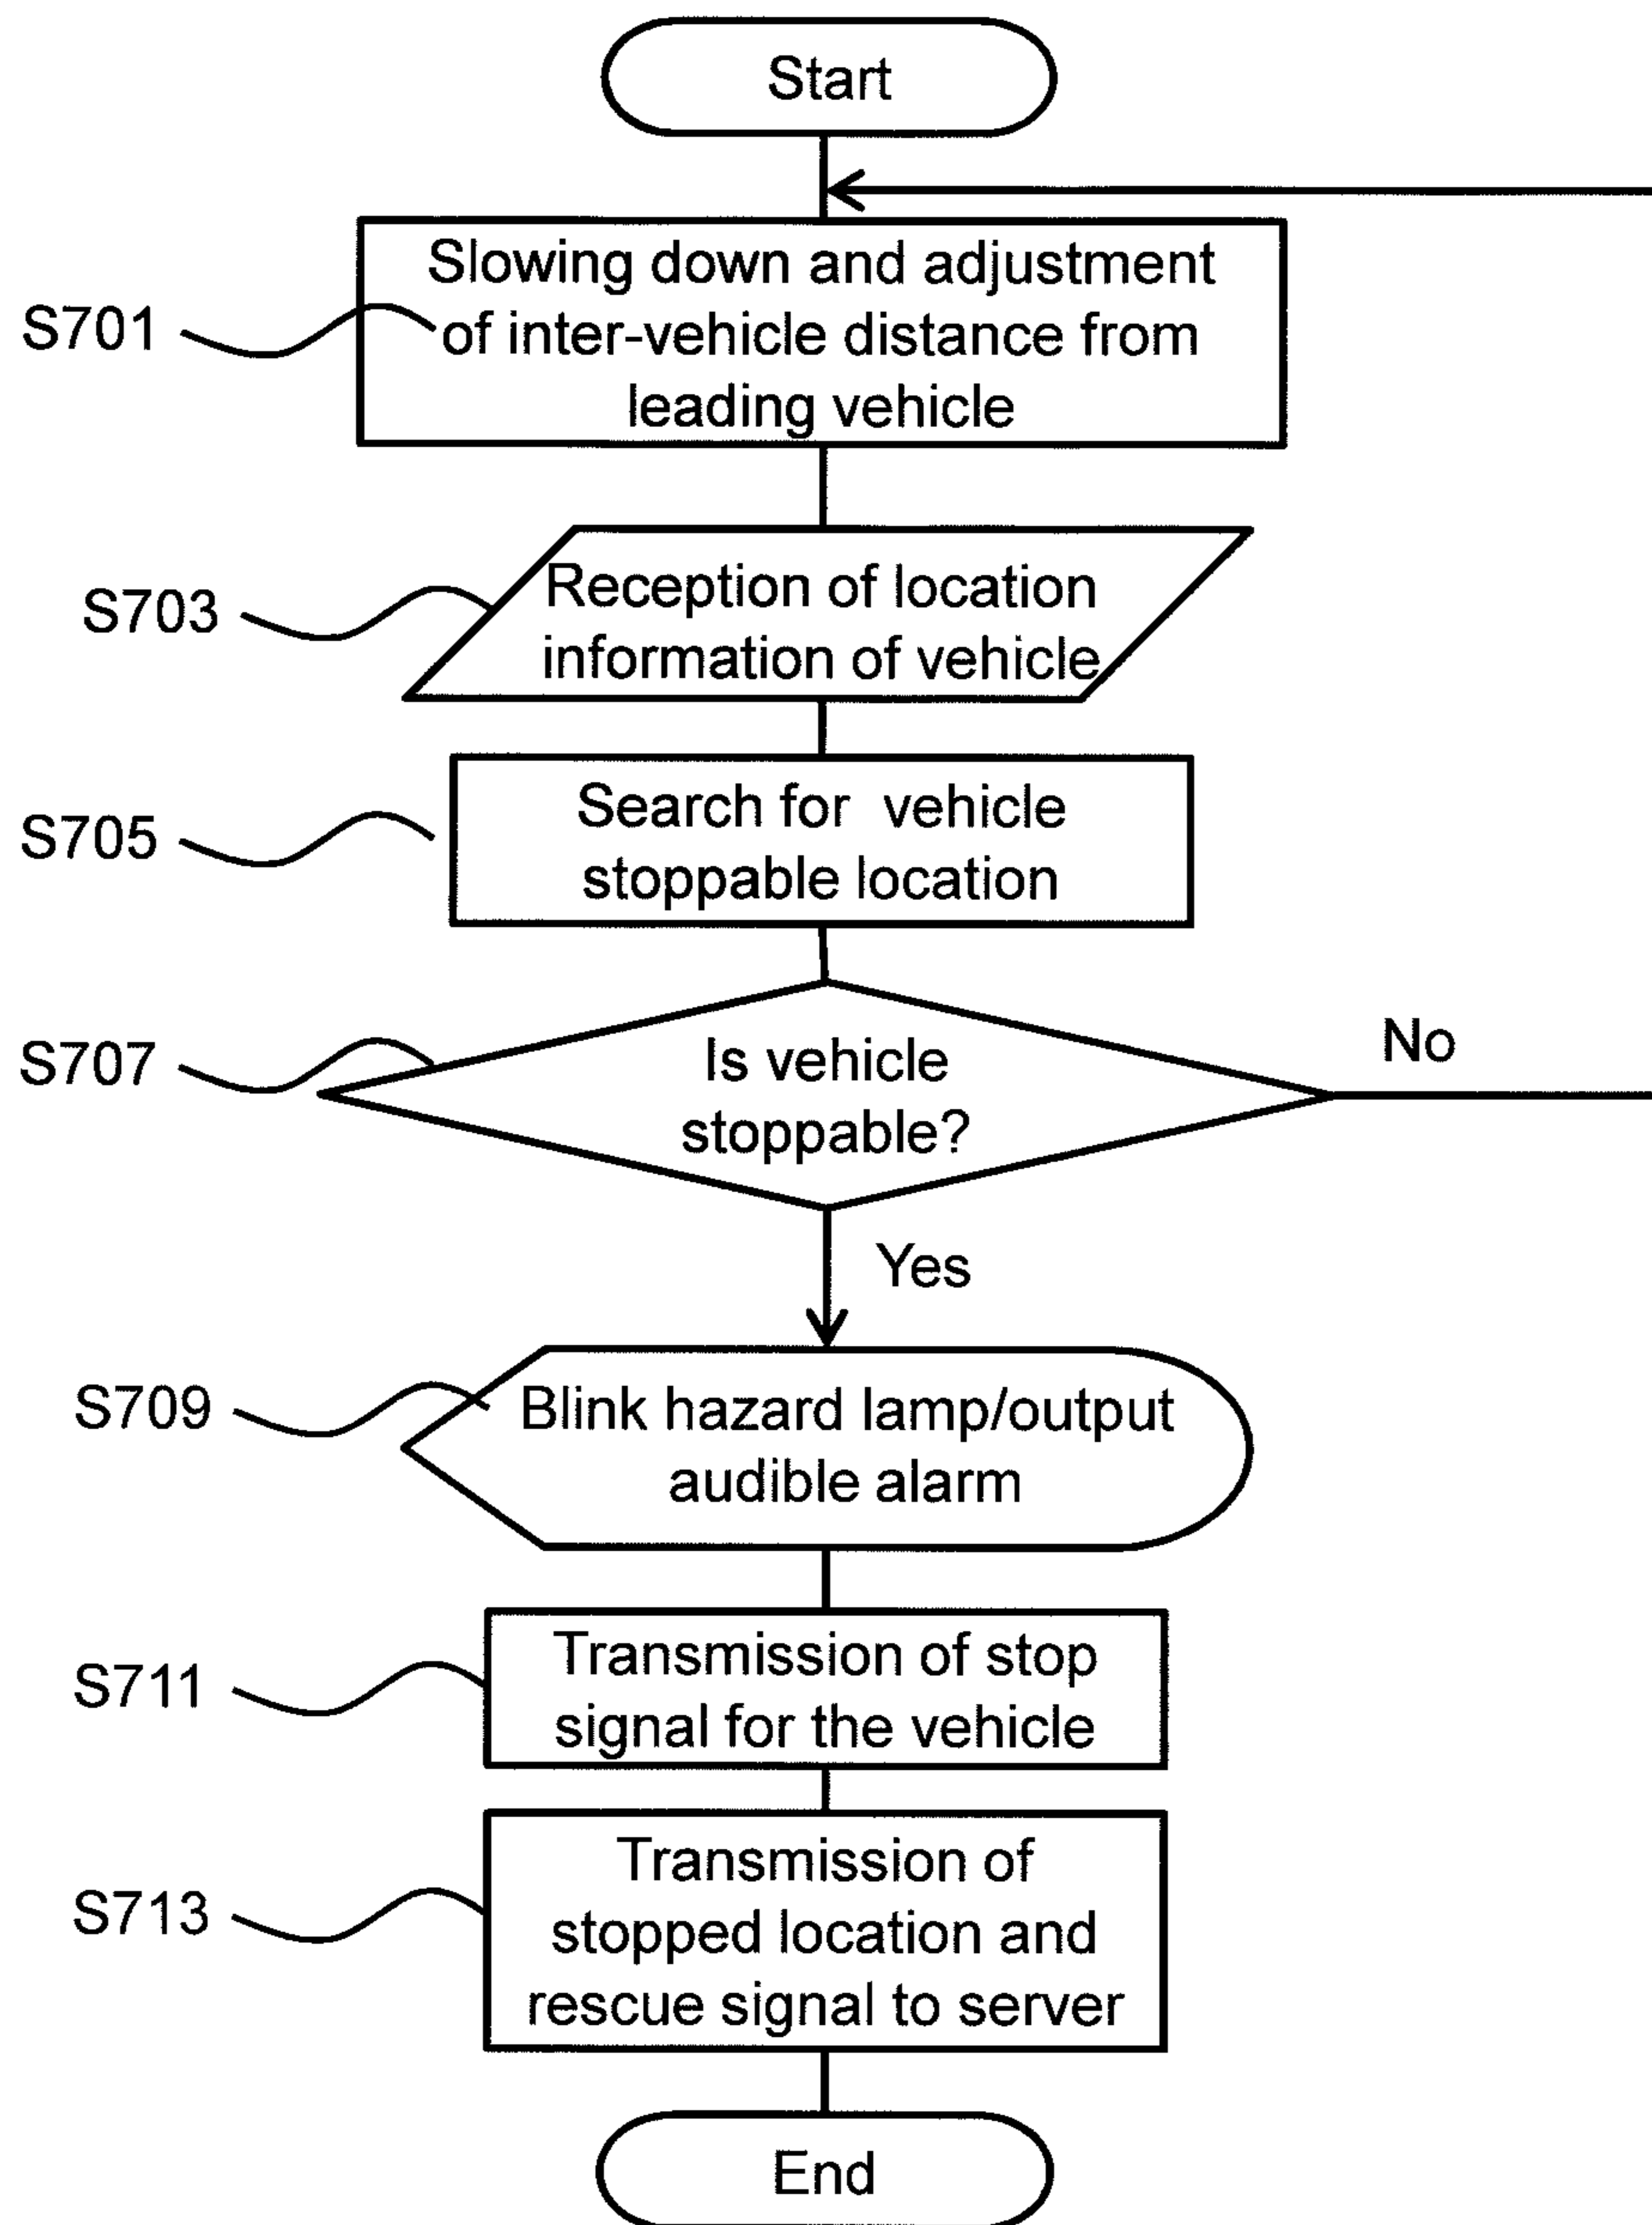 Start
Slowing down and adjustment
S701
of inter-vehicle distance from
leading vehicle
Reception of location
S703
information of vehicle
Search for vehicle
S705
stoppable location
Is vehicle
S707
stoppable?
No
Yes
S709
Blink hazard lamp/output
audible alarm
Transmission of stop
S711
signal for the vehicle
Transmission of
S713
stopped location and
rescue signal to server
End